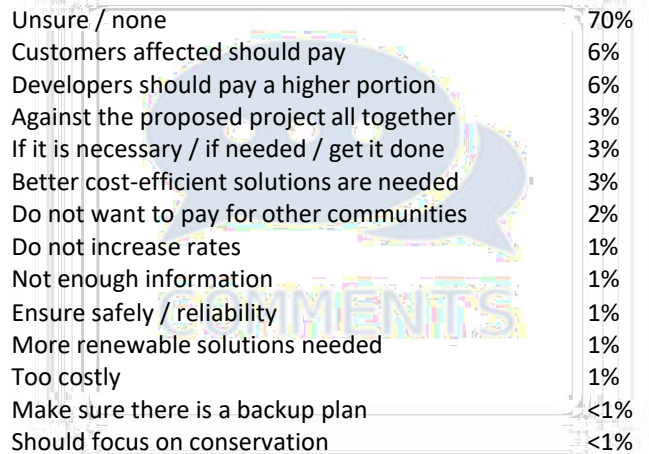 Unsure / none 70%
Customers affected should pay 6%
Developers should pay a higher portion 6%
Against the proposed project all together 3%
If it is necessary / if needed / get it done 3%
Better cost-efficient solutions are needed 3%
Do not want to pay for other communities 2%
Do not increase rates 1%
Not enough information 1%
Ensure safely / reliability 1%
COMMENTS
More renewable solutions needed 1%
Too costly 1%
Make sure there is a backup plan <1%
Should focus on conservation <1%